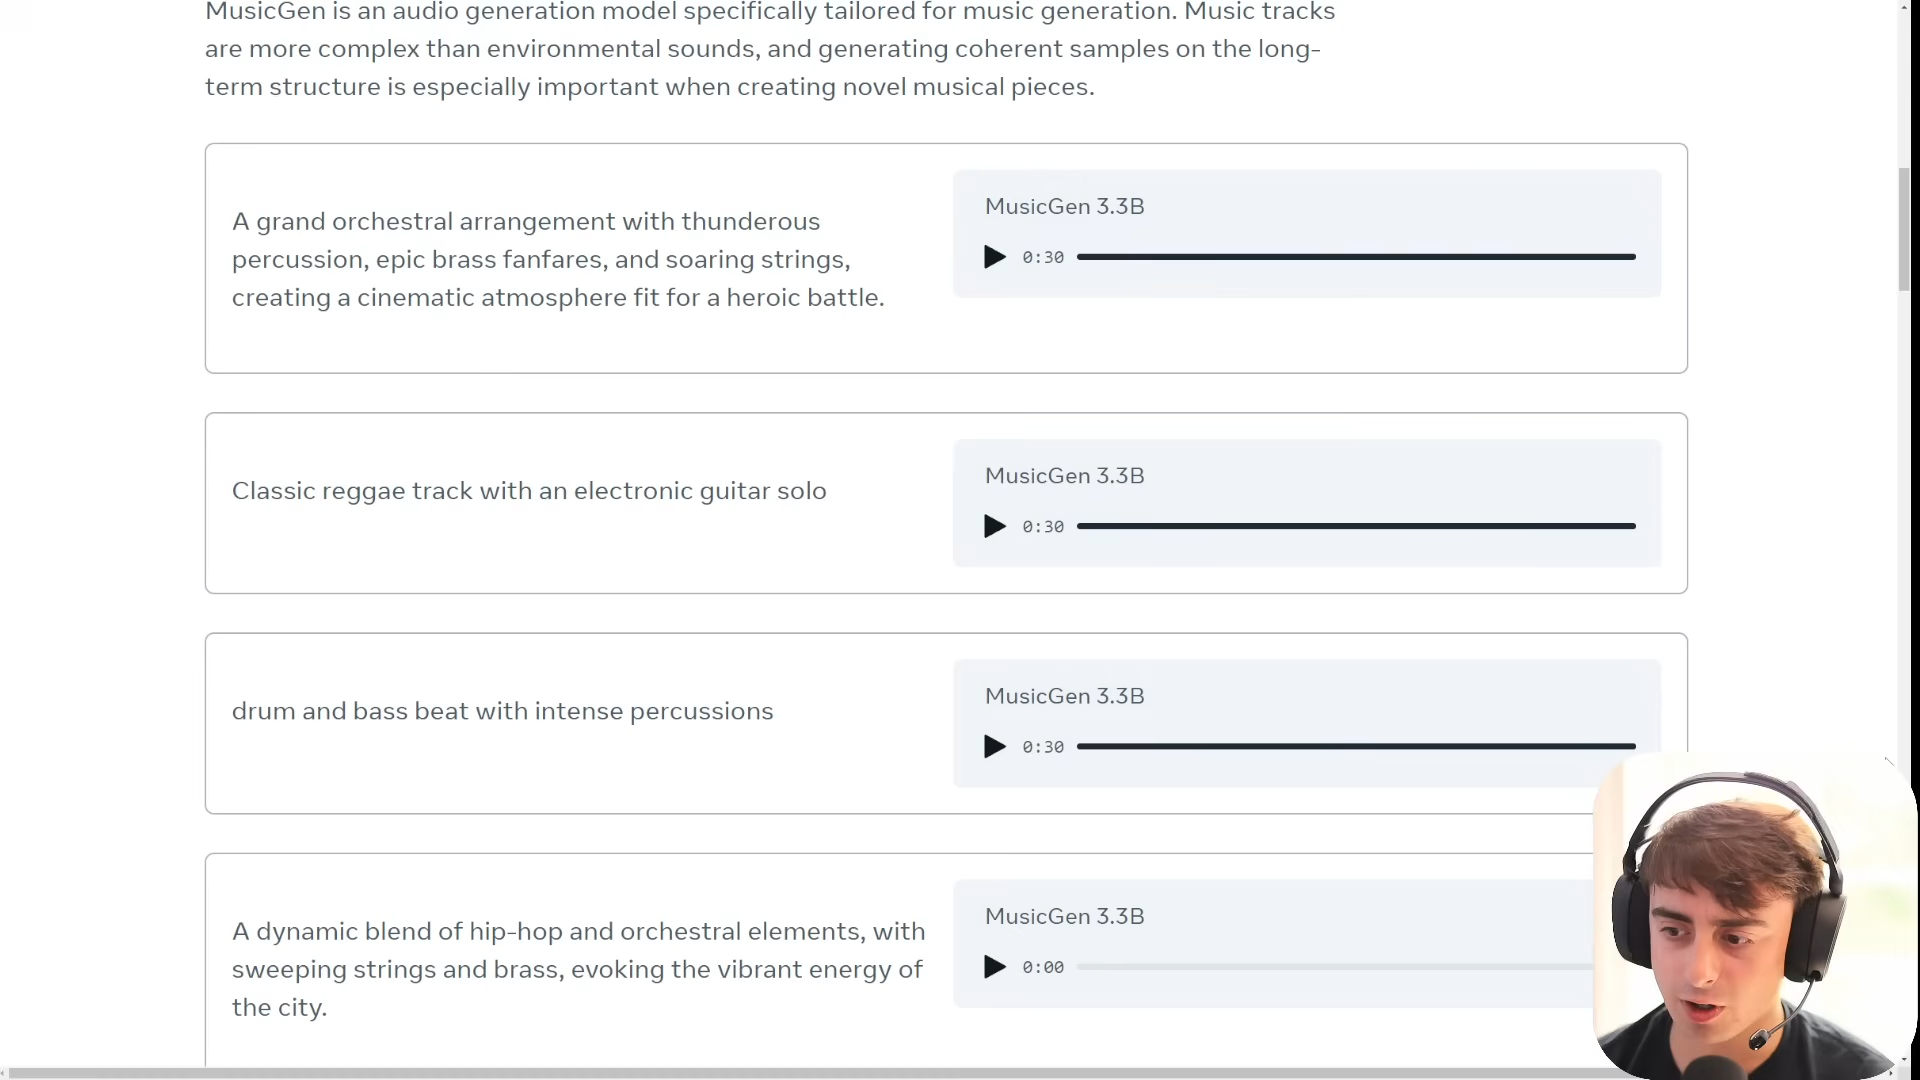 MusicGen is an audio generation model specifically tailored for music generation. Music tracks
are more complex than environmental sounds, and generating coherent samples on the long-
term structure is especially important when creating novel musical pieces.
A grand orchestral arrangement with thunderous
percussion, epic brass fanfares, and soaring strings,
creating a cinematic atmosphere fit for a heroic battle.
MusicGen 3.3B
0:30
Classic reggae track with an electronic guitar solo
MusicGen 3.3B
0:30
drum and bass beat with intense percussions
MusicGen 3.3B
0:30
A dynamic blend of hip-hop and orchestral elements, with
sweeping strings and brass, evoking the vibrant energy of
the city.
MusicGen 3.3B
0:00